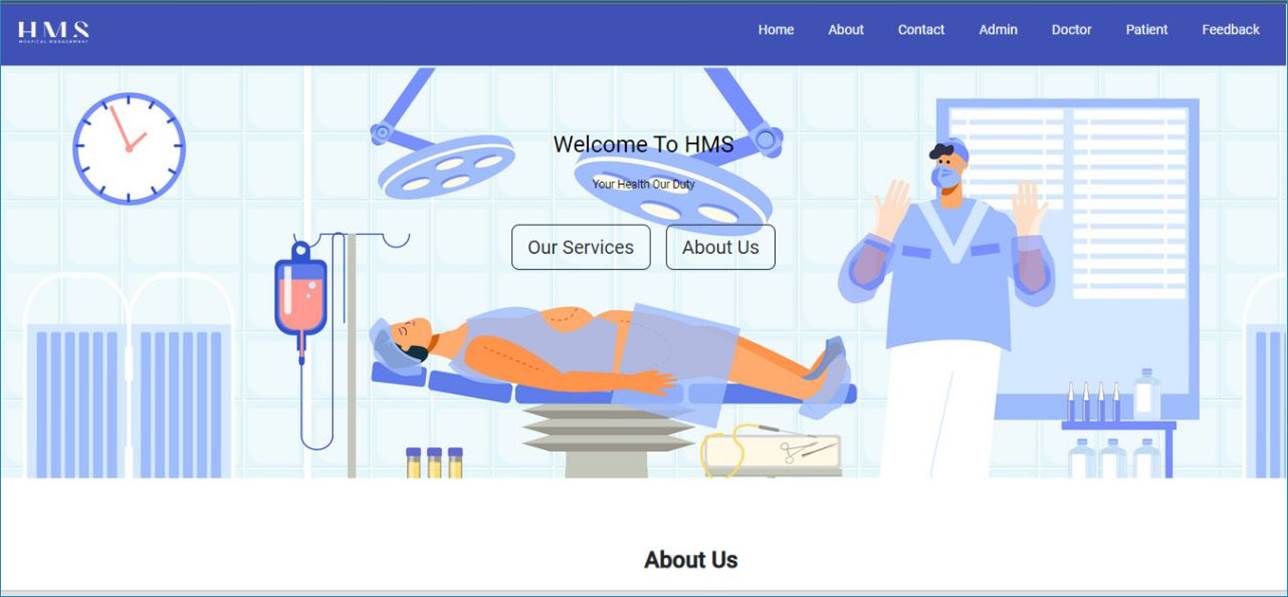 HMS
HOSPITAL MANAGEMENT
Home About Contact Admin Doctor Patient Feedback
Welcome To HMS
Your Health Our Duty
Our Services About Us
About Us